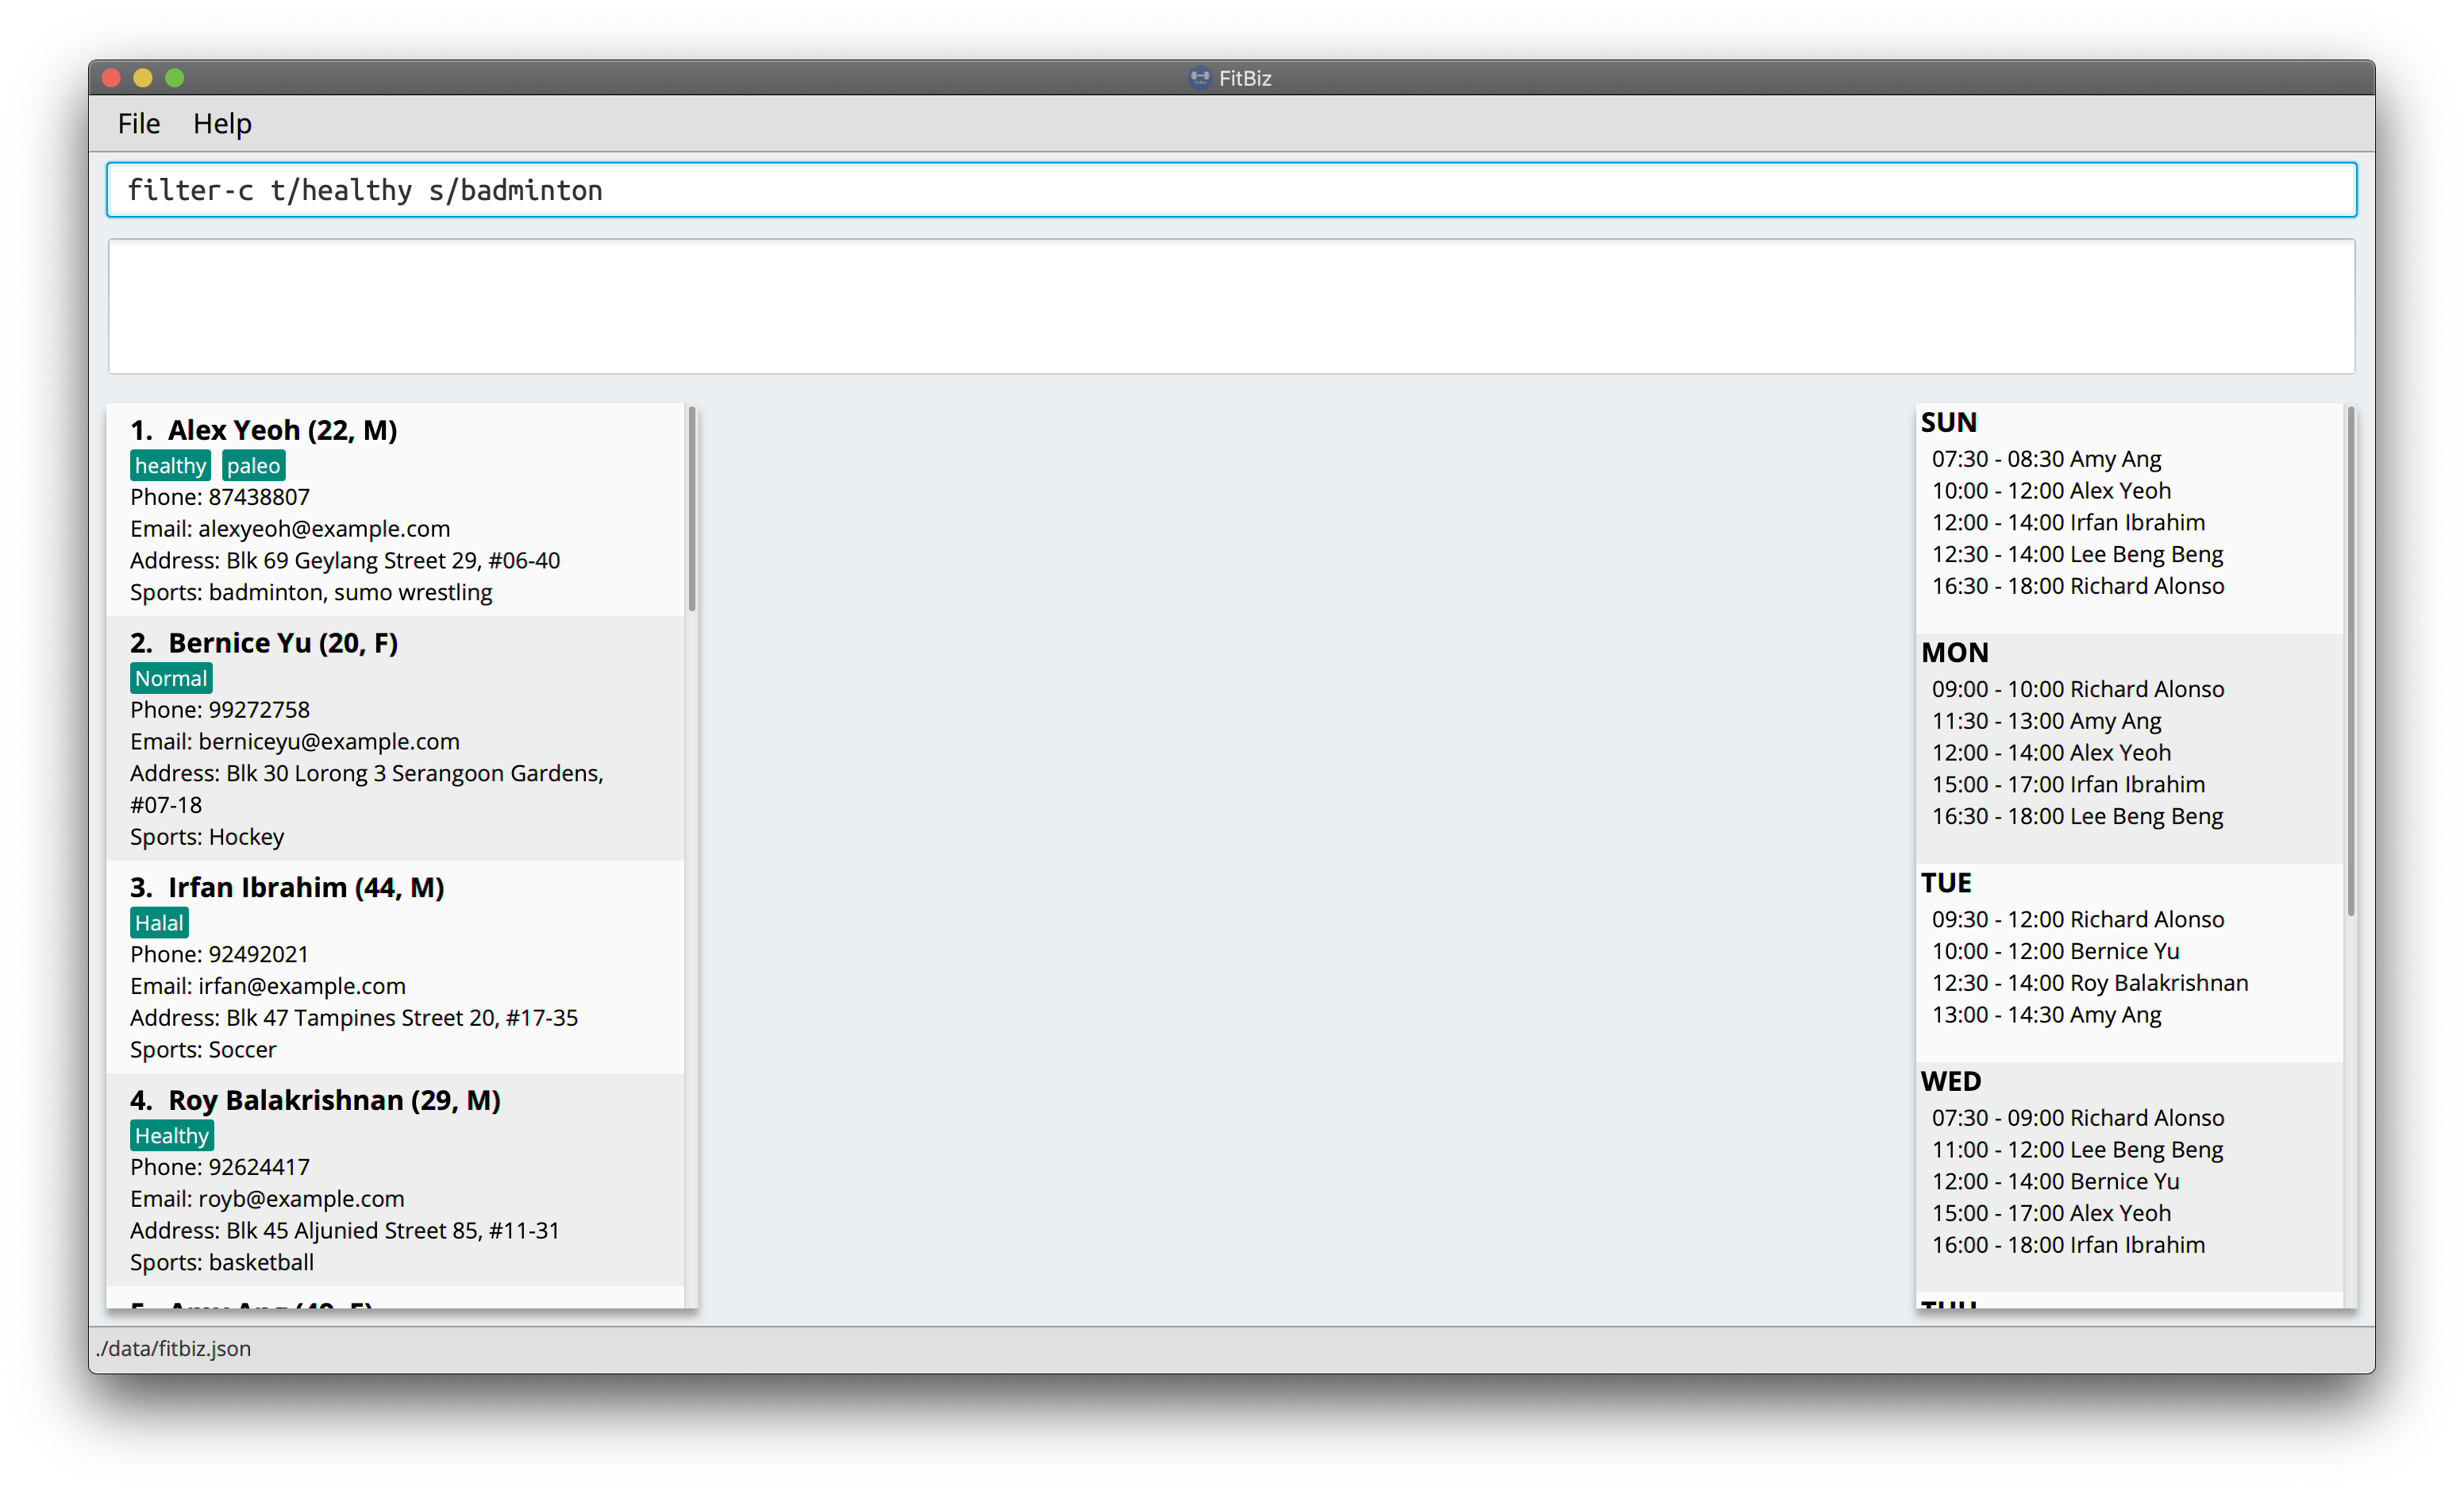 FitBiz
File Help
filter-c t/healthy s/badminton
1. Alex Yeoh (22, M)
healthy paleo
Phone: 87438807
Email: alexyeoh@example.com
Address: Blk 69 Geylang Street 29, #06-40
Sports: badminton, sumo wrestling
2. Bernice Yu (20, F)
Normal
Phone: 99272758
Email: berniceyu@example.com
Address: Blk 30 Lorong 3 Serangoon Gardens,
#07-18
Sports: Hockey
3. Irfan Ibrahim (44, M)
Halal
Phone: 92492021
Email: irfan@example.com
Address: Blk 47 Tampines Street 20, #17-35
Sports: Soccer
4. Roy Balakrishnan (29, M)
Healthy
Phone: 92624417
Email: royb@example.com
Address: Blk 45 Aljunied Street 85, #11-31
Sports: basketball
SUN
07:30 - 08:30 Amy Ang
10:00 - 12:00 Alex Yeoh
12:00 - 14:00 Irfan Ibrahim
12:30 - 14:00 Lee Beng Beng
16:30 - 18:00 Richard Alonso
MON
09:00 - 10:00 Richard Alonso
11:30 - 13:00 Amy Ang
12:00 - 14:00 Alex Yeoh
15:00 - 17:00 Irfan Ibrahim
16:30 - 18:00 Lee Beng Beng
TUE
09:30 - 12:00 Richard Alonso
10:00 - 12:00 Bernice Yu
12:30 - 14:00 Roy Balakrishnan
13:00 - 14:30 Amy Ang
WED
07:30 - 09:00 Richard Alonso
11:00 - 12:00 Lee Beng Beng
12:00 - 14:00 Bernice Yu
15:00 - 17:00 Alex Yeoh
16:00 - 18:00 Irfan Ibrahim
./data/fitbiz.json